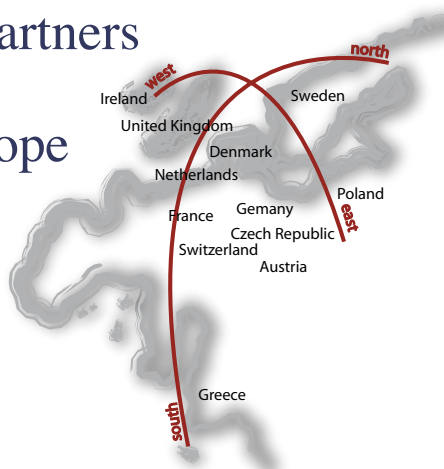 artners
north
west
Ireland
Sweden
United Kingdom
ope
Denmark
Netherlands
Poland
France
Gemany
east
Czech Republic
Switzerland
Austria
Greece
south